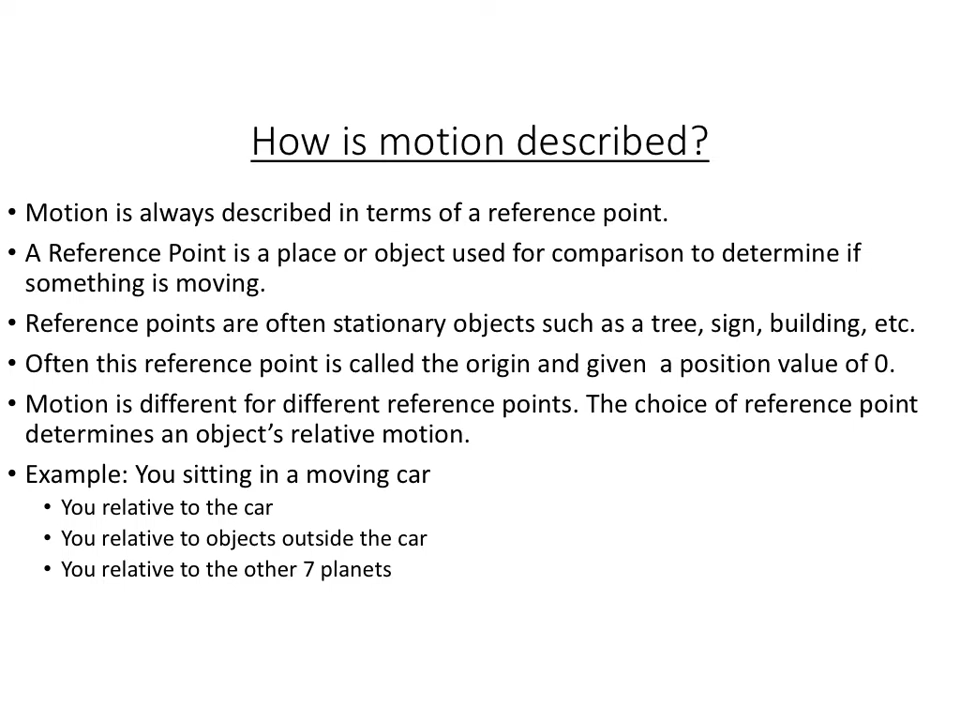 How is motion described?
• Motion is always described in terms of a reference point.
• A Reference Point is a place or object used for comparison to determine if
something is moving.
• Reference points are often stationary objects such as a tree, sign, building, etc.
• Often this reference point is called the origin and given  a position value of 0.
• Motion is different for different reference points. The choice of reference point
determines an object’s relative motion.
• Example: You sitting in a moving car
• You relative to the car
• You relative to objects outside the car
• You relative to the other 7 planets